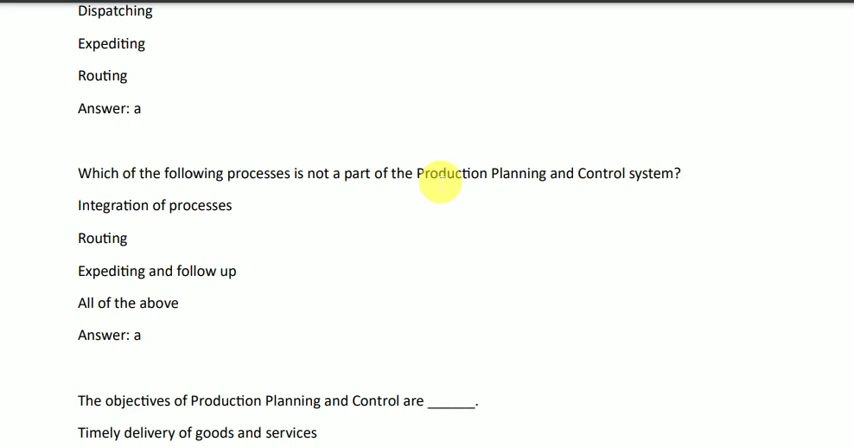 Dispatching
Expediting
Routing
Answer: a
Which of the following processes is not a part of the Production Planning and Control system?
Integration of processes
Routing
Expediting and follow up
All of the above
Answer: a
The objectives of Production Planning and Control are ______.
Timely delivery of goods and services